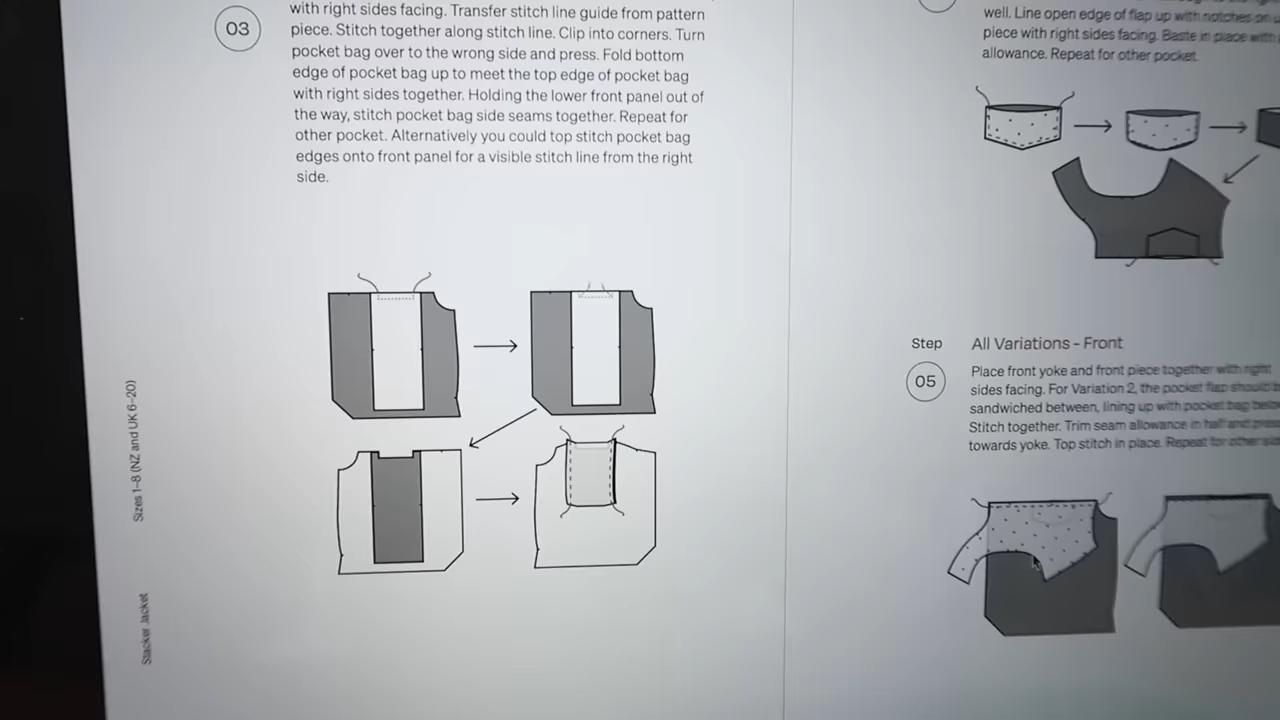 03
with right sides facing. Transfer stitch line guide from pattern
piece. Stitch together along stitch line. Clip into corners. Turn
pocket bag over to the wrong side and press. Fold bottom
edge of pocket bag up to meet the top edge of pocket bag
with right sides together. Holding the lower front panel out of
the way, stitch pocket bag side seams together. Repeat for
other pocket. Alternatively you could top stitch pocket bag
edges onto front panel for a visible stitch line from the right
side.
Sizes 1-8 (NZ and UK 6-20)
Stacker Jacket
well. Line open edge of flap up with notches on
piece with right sides facing. Baste in place with
allowance. Repeat for other pocket.
Step
All Variations - Front
05
Place front yoke and front piece together with right
sides facing. For Variation 2, the pocket flap should
sandwiched between, lining up with pocket bag
Stitch together. Trim seam allowance in half and
towards yoke. Top stitch in place. Repeat for other